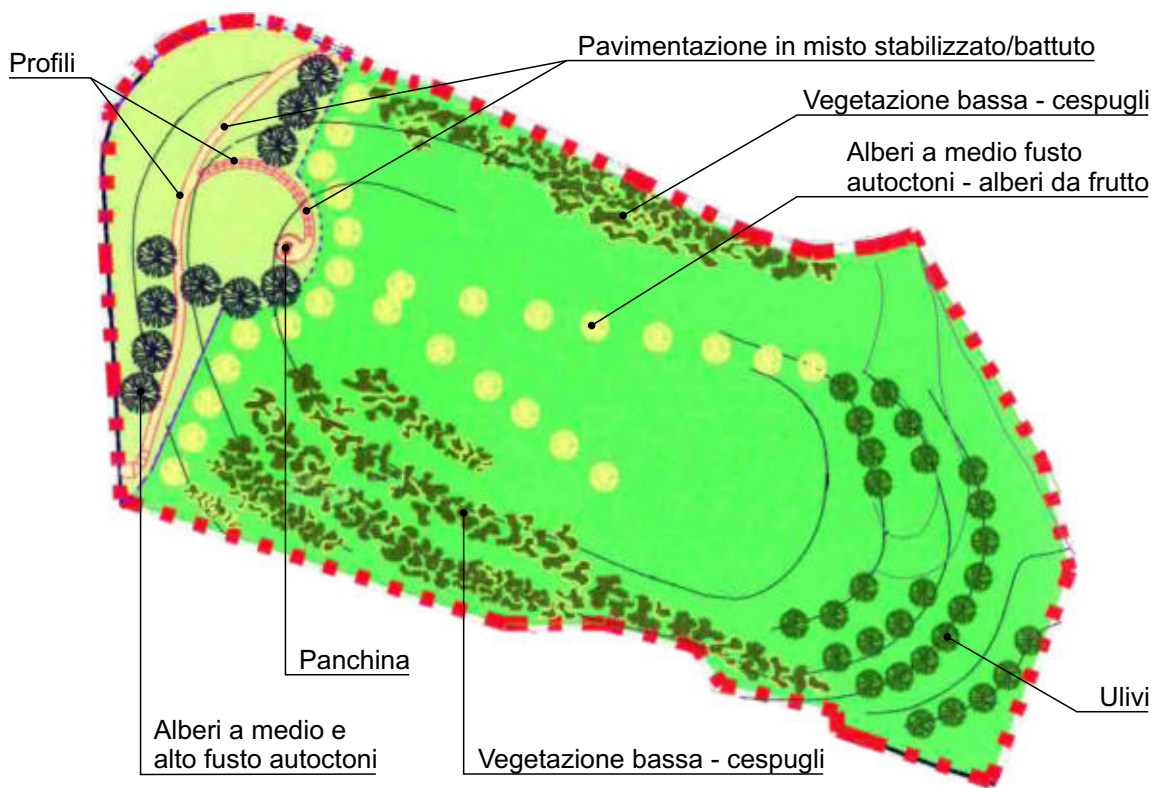 Pavimentazione in misto stabilizzato/battuto
Profili
Vegetazione bassa - cespugli
Alberi a medio fusto
autoctoni - alberi da frutto
Panchina
Ulivi
Alberi a medio e
alto fusto autoctoni
Vegetazione bassa - cespugli